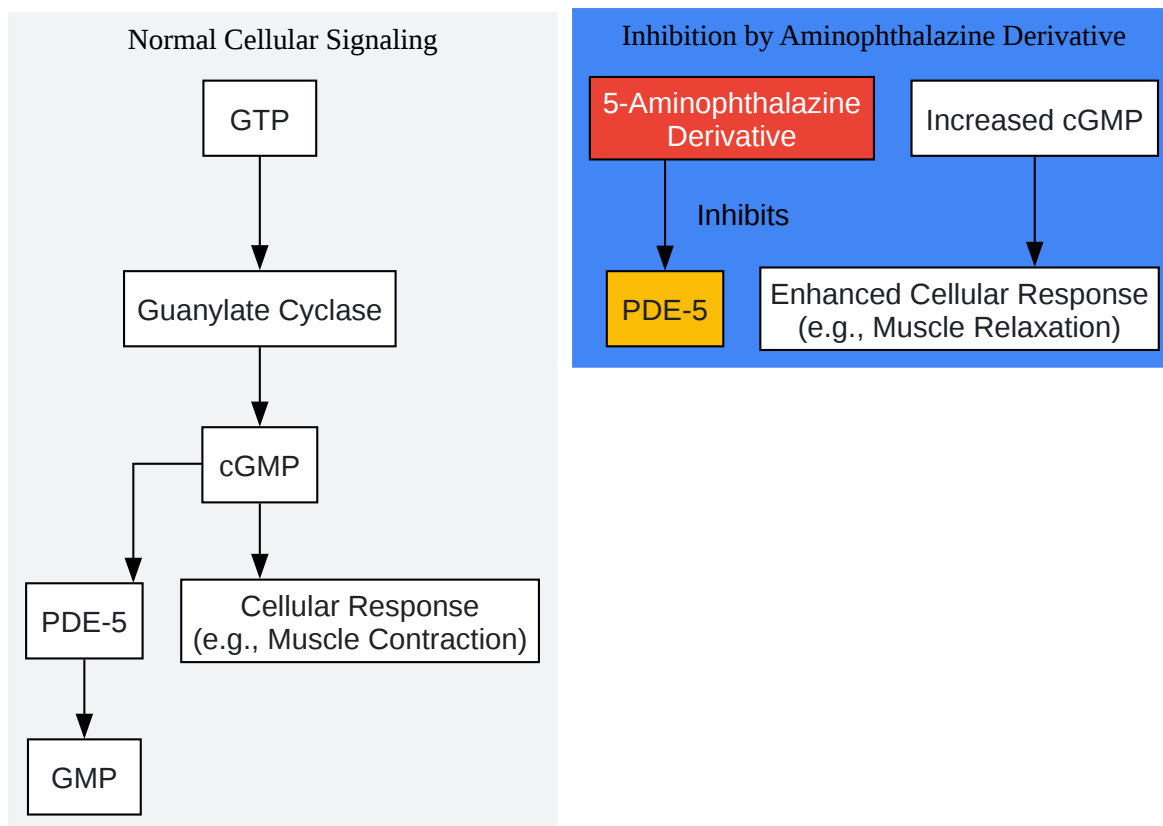 Normal Cellular Signaling
GTP
Guanylate Cyclase
cGMP
PDE-5
Cellular Response
(e.g., Muscle Contraction)
GMP
Inhibition by Aminophthalazine Derivative
5-Aminophthalazine
Derivative
Increased cGMP
Inhibits
PDE-5
Enhanced Cellular Response
(e.g., Muscle Relaxation)